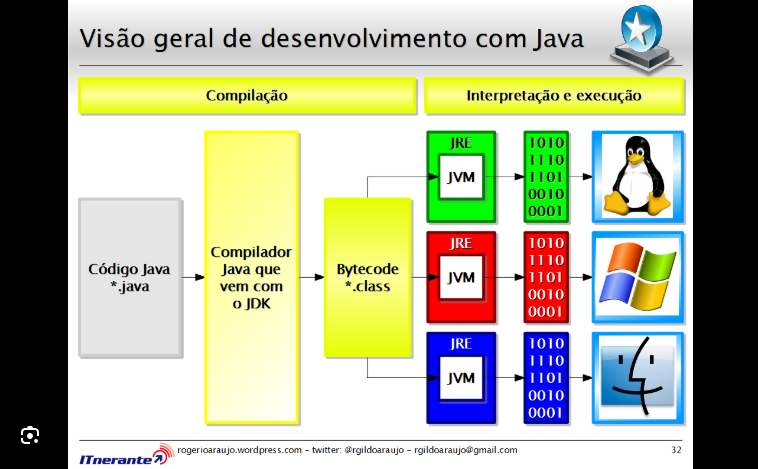 Visão geral de desenvolvimento com Java
Compilação
Interpretação e execução
Código Java
*.java
Compilador
Java que
vem com
o JDK
Bytecode
*.class
JRE
JVM
1010
1110
1101
0010
0001
JRE
JVM
1010
1110
1101
0010
0001
JRE
JVM
1010
1110
1101
0010
0001
ITnerante
rogerioaraujo.wordpress.com – twitter: @rgildoaraujo – rgildoaraujo@gmail.com
32